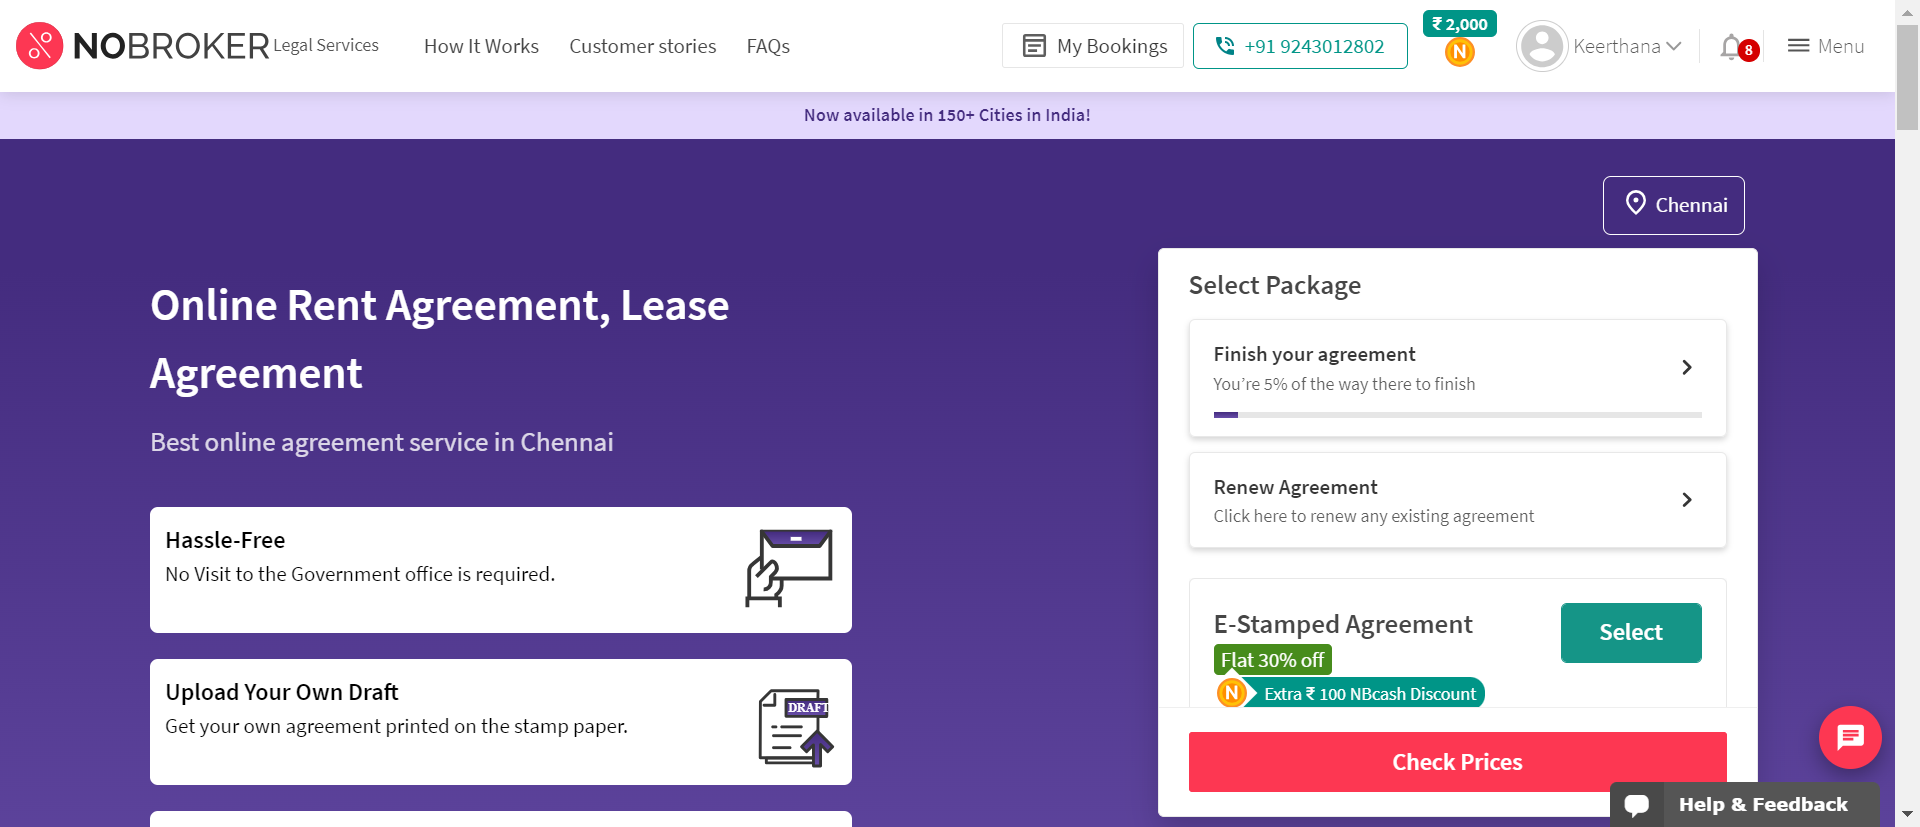 NOBROKER Legal Services How It Works Customer stories FAQs My Bookings +91 9243012802 ₹ 2,000 N Keerthana 8 Menu
Now available in 150+ Cities in India!
Chennai
Online Rent Agreement, Lease
Agreement
Best online agreement service in Chennai
Hassle-Free
No Visit to the Government office is required.
Upload Your Own Draft
Get your own agreement printed on the stamp paper.
DRAFT
Select Package
Finish your agreement
You’re 5% of the way there to finish
Renew Agreement
Click here to renew any existing agreement
E-Stamped Agreement
Select
Flat 30% off
N Extra ₹ 100 NBcash Discount
Check Prices
Help & Feedback